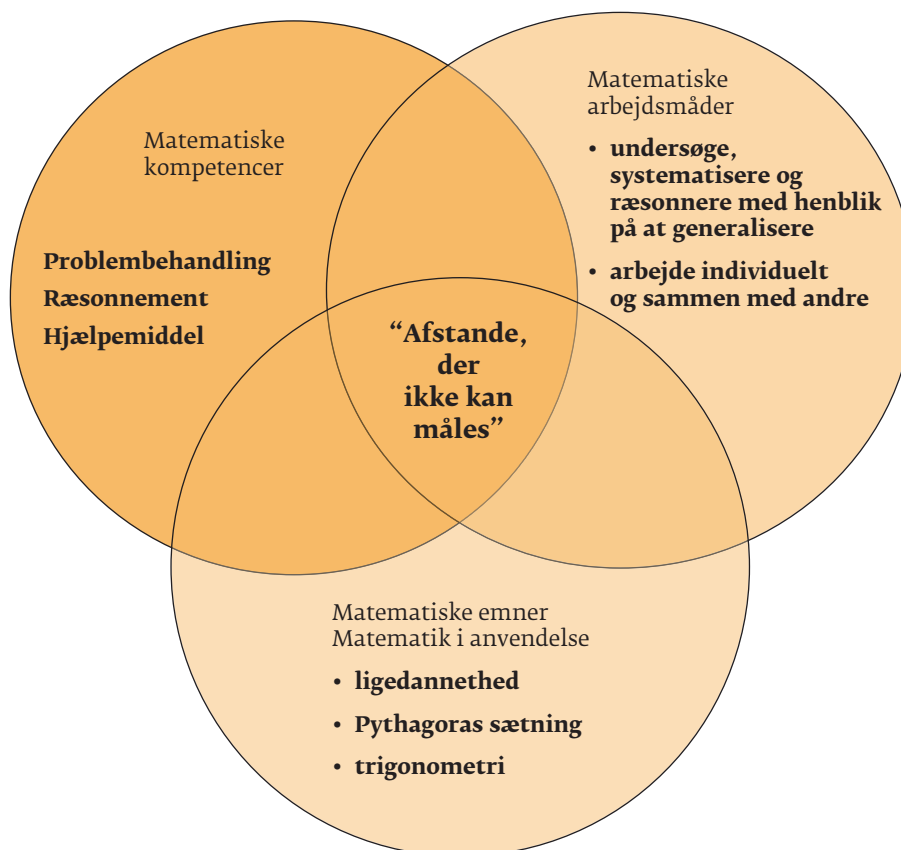 Matematiske
kompetencer
Problembehandling
Ræsonnement
Hjælpemiddel
Matematiske
arbejdsmåder
• undersøge,
systematisere og
ræsonnere med henblik
på at generalisere
• arbejde individuelt
og sammen med andre
“Afstande,
der
ikke kan
måles”
Matematiske emner
Matematik i anvendelse
• ligedannethed
• Pythagoras sætning
• trigonometri